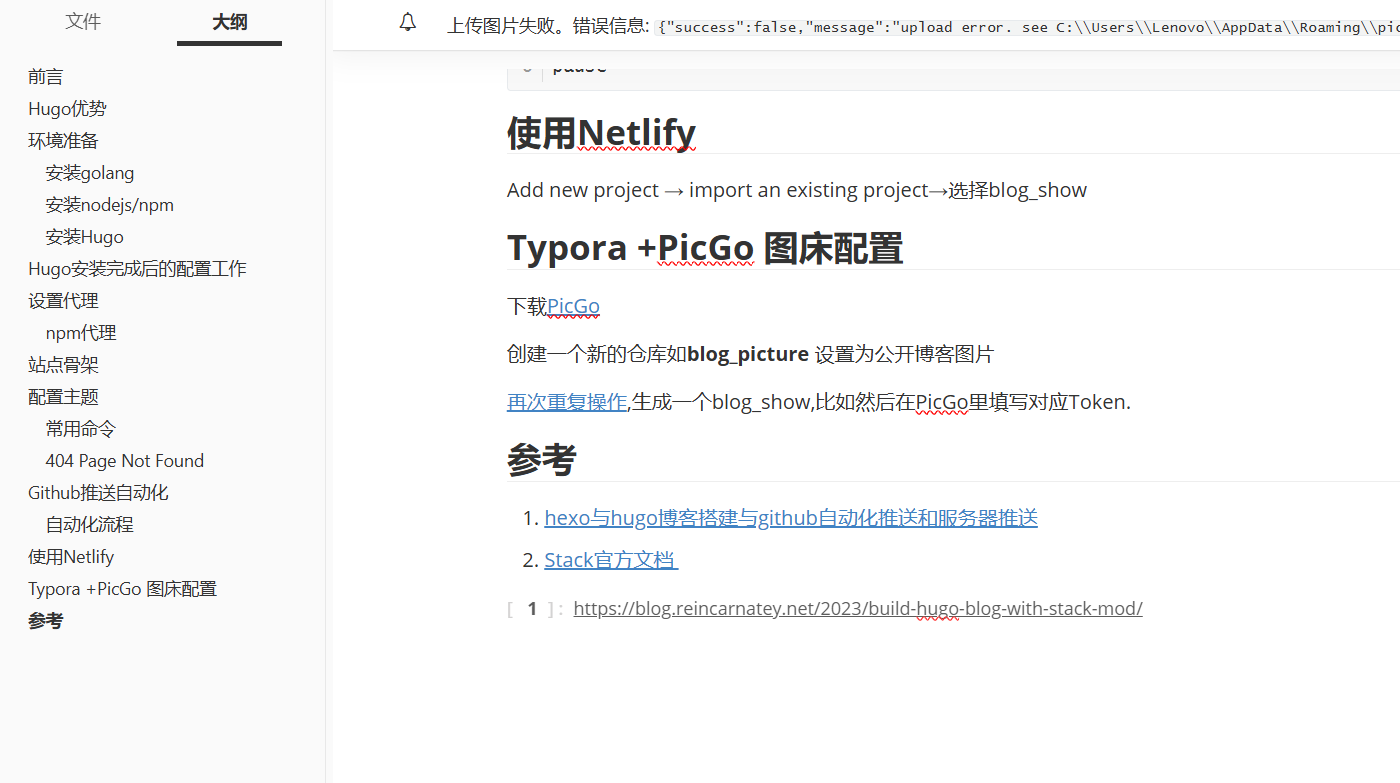 文件
大纲
前言
Hugo优势
环境准备
安装golang
安装nodejs/npm
安装Hugo
Hugo安装完成后的配置工作
设置代理
npm代理
站点骨架
配置主题
常用命令
404 Page Not Found
Github推送自动化
自动化流程
使用Netlify
Typora +PicGo 图床配置
参考
上传图片失败。错误信息: {"success":false,"message":"upload error. see C:\\Users\\Lenovo\\AppData\\Roaming\\pic
pause
使用Netlify
Add new project → import an existing project→选择blog_show
Typora +PicGo 图床配置
下载PicGo
创建一个新的仓库如blog_picture 设置为公开博客图片
再次重复操作,生成一个blog_show,比如然后在PicGo里填写对应Token.
参考
1. hexo与hugo博客搭建与github自动化推送和服务器推送
2. Stack官方文档
[ 1 ]: https://blog.reincarnatey.net/2023/build-hugo-blog-with-stack-mod/